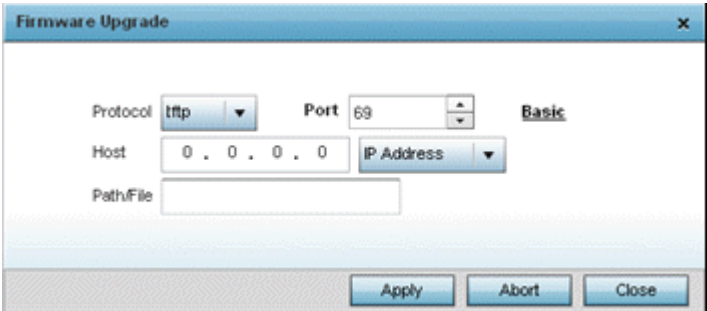 Firmware Upgrade x
Protocol tftp Port 69 Basic
Host 0 . 0 . 0 . 0 IP Address
Path/File
Apply Abort Close